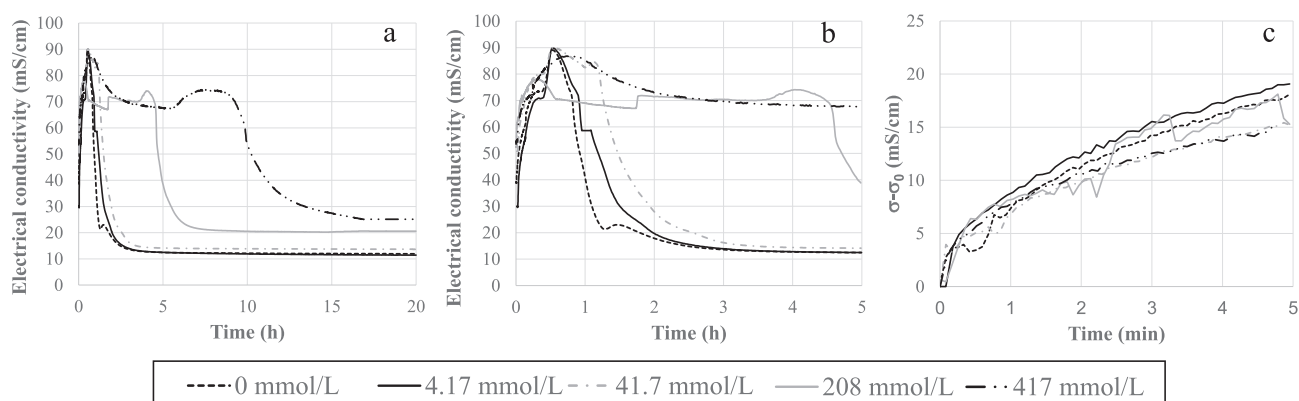 a
Electrical conductivity (mS/cm)
100
90
80
70
60
50
40
30
20
10
0
0 5 10 15 20
Time (h)
b
Electrical conductivity (mS/cm)
100
90
80
70
60
50
40
30
20
10
0
0 1 2 3 4 5
Time (h)
c
σ-σ0 (mS/cm)
25
20
15
10
5
0
0 1 2 3 4 5
Time (min)
0 mmol/L 4.17 mmol/L 41.7 mmol/L 208 mmol/L 417 mmol/L